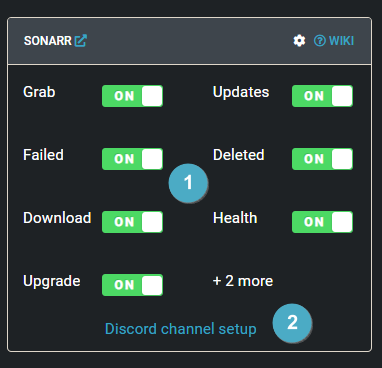 SONARR WIKI
Grab ON Updates ON
Failed ON Deleted ON
1
Download ON Health ON
Upgrade ON + 2 more
Discord channel setup 2